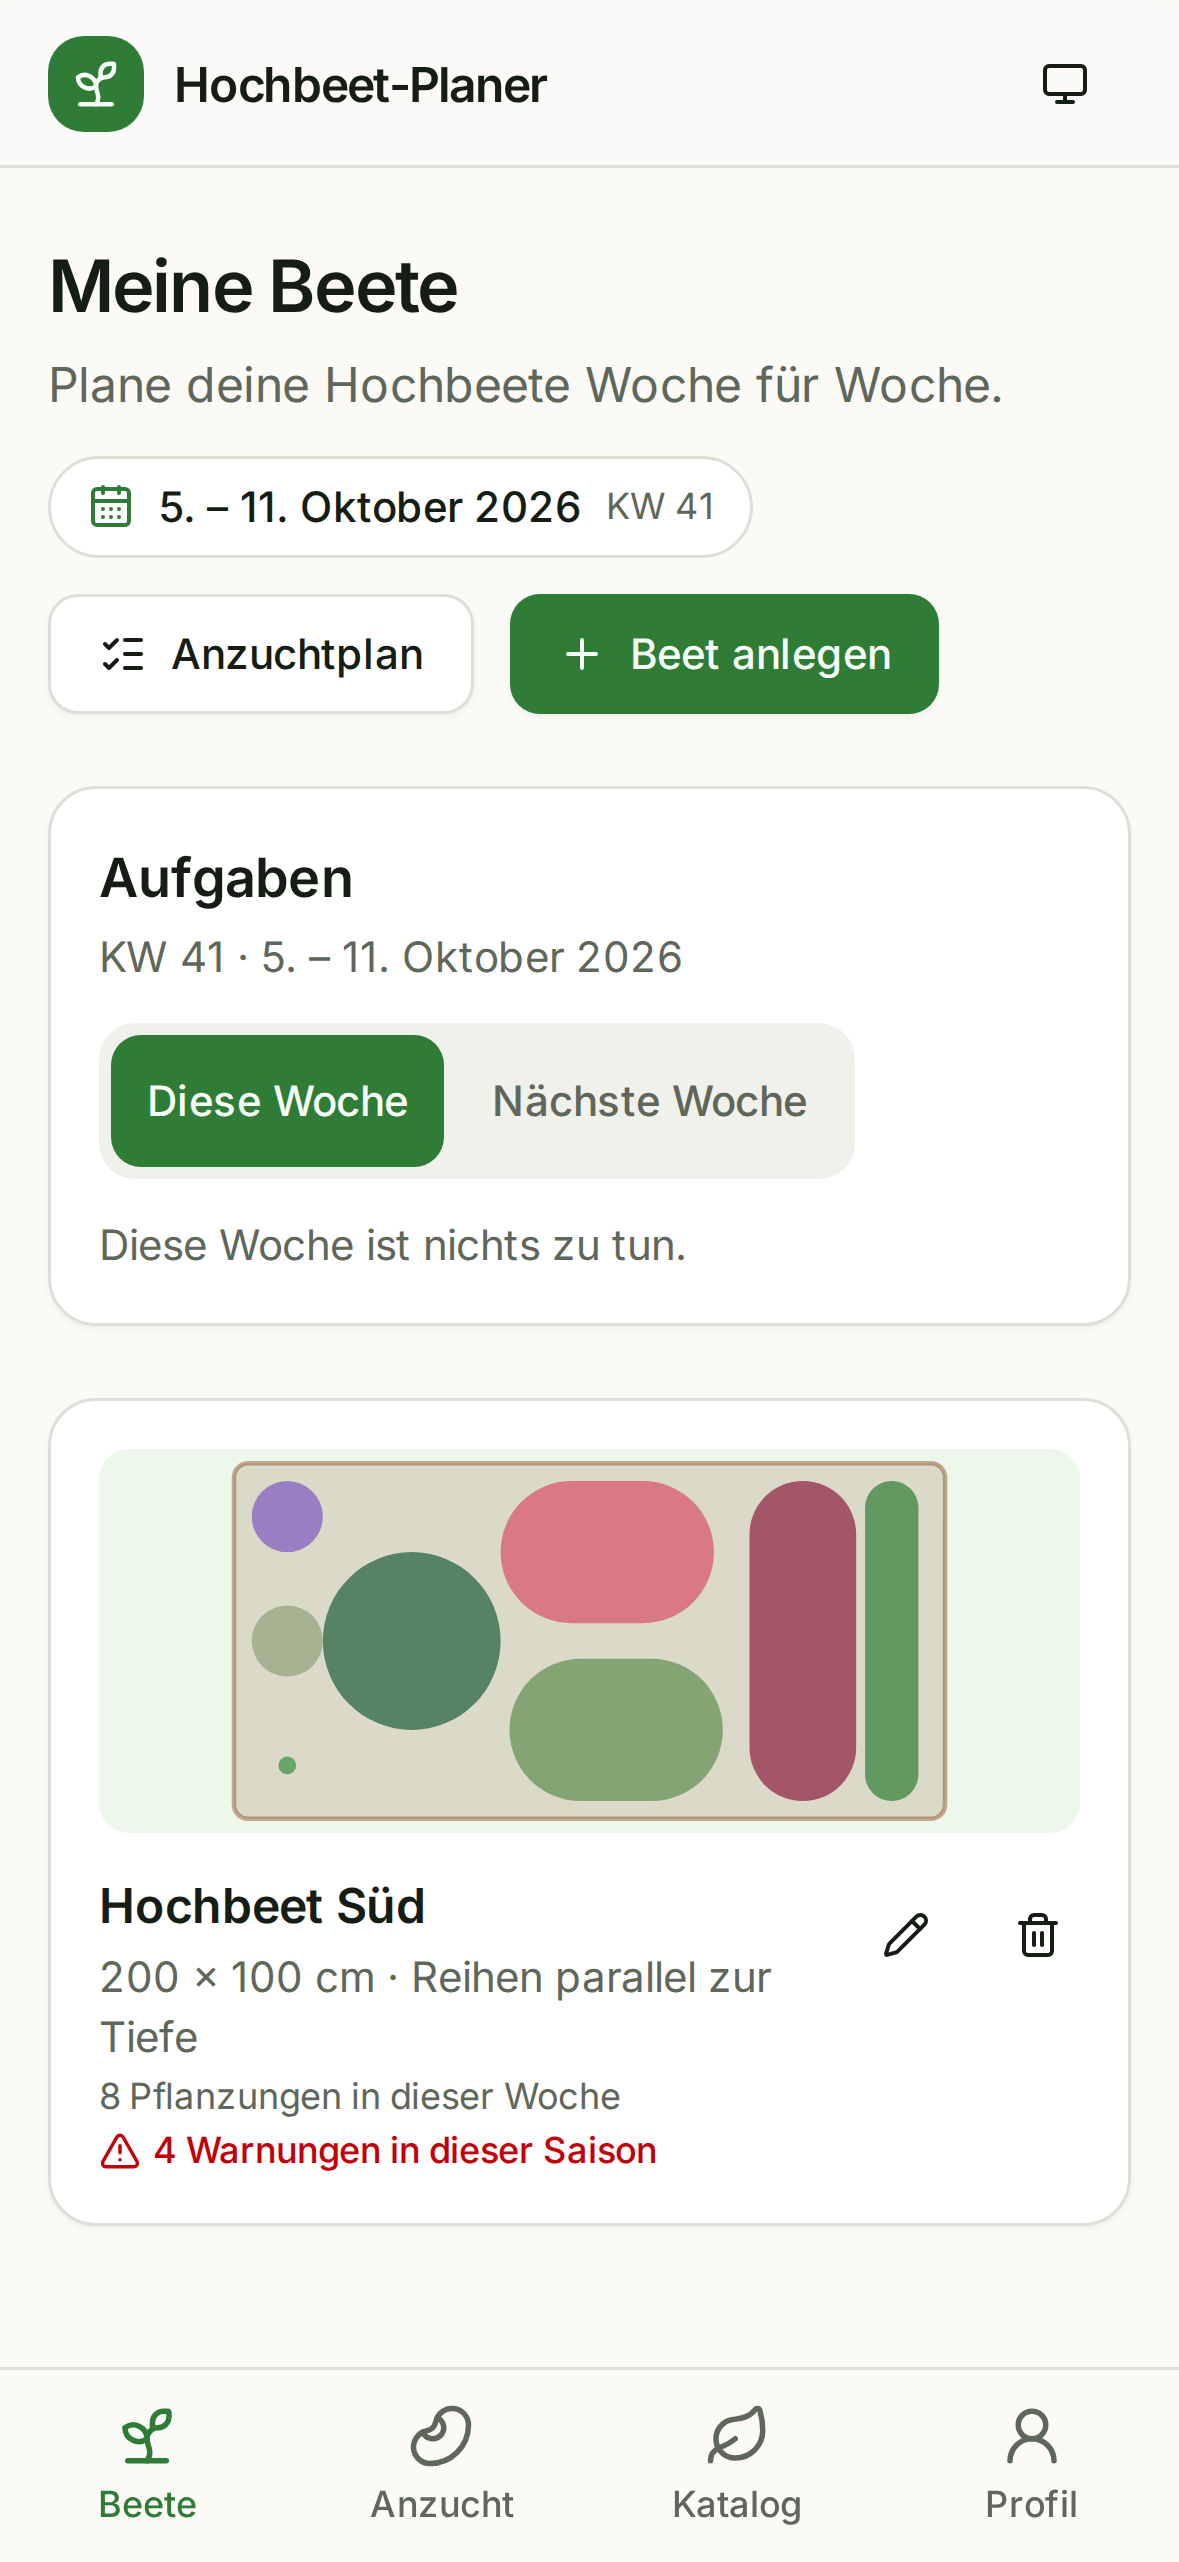 Hochbeet-Planer
Meine Beete
Plane deine Hochbeete Woche für Woche.
5. – 11. Oktober 2026 KW 41
Anzuchtplan
Beet anlegen
Aufgaben
KW 41 · 5. – 11. Oktober 2026
Diese Woche
Nächste Woche
Diese Woche ist nichts zu tun.
Hochbeet Süd
200 × 100 cm · Reihen parallel zur
Tiefe
8 Pflanzungen in dieser Woche
4 Warnungen in dieser Saison
Beete
Anzucht
Katalog
Profil